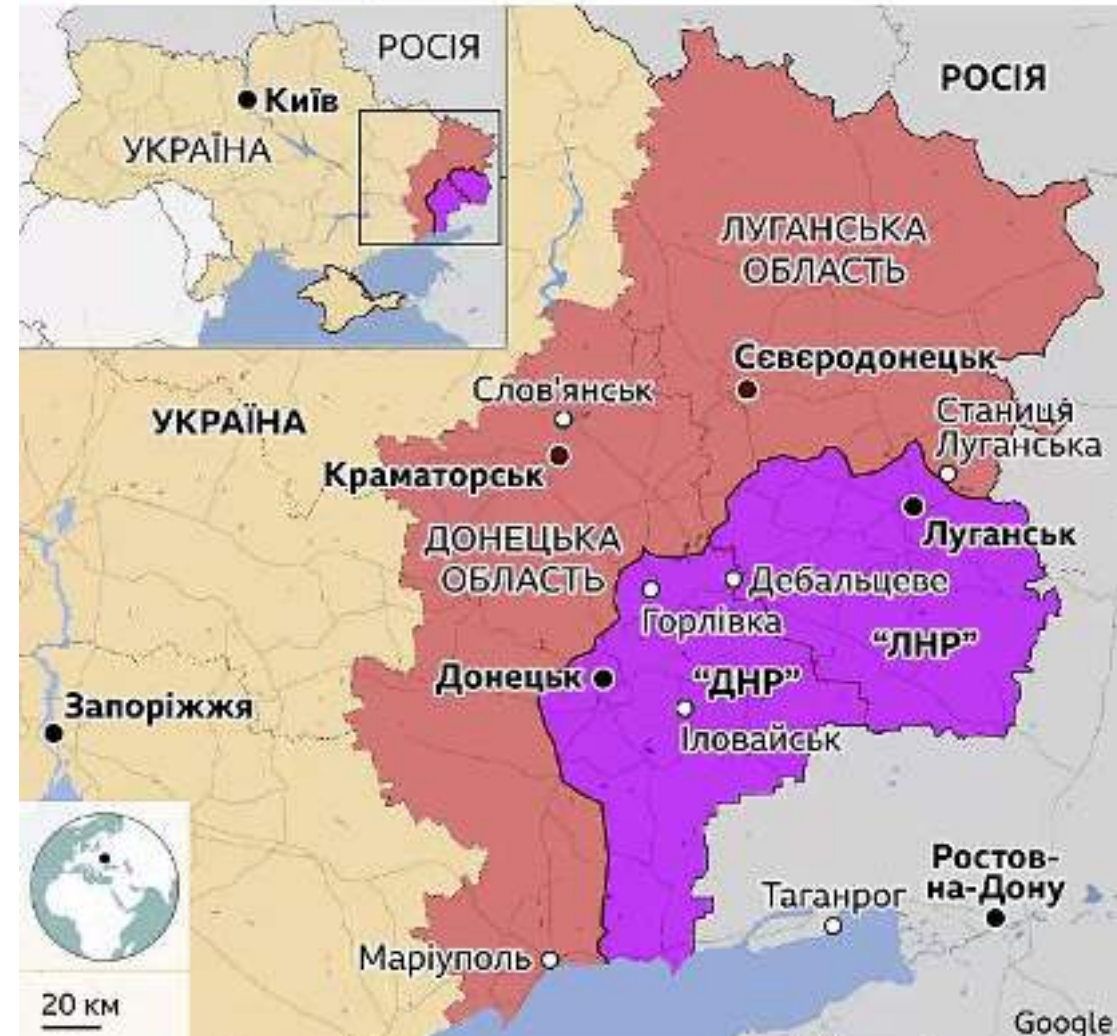 РОСІЯ
Київ
УКРАЇНА
РОСІЯ
ЛУГАНСЬКА
ОБЛАСТЬ
Сєвєродонецьк
Слов'янськ
УКРАЇНА
Станиця
Луганська
Краматорськ
Луганськ
ДОНЕЦЬКА
ОБЛАСТЬ
Дебальцеве
Горлівка
“ЛНР”
Донецьк
“ДНР”
Запоріжжя
Іловайськ
Ростов-
на-Дону
Таганрог
Маріуполь
20 км
Google